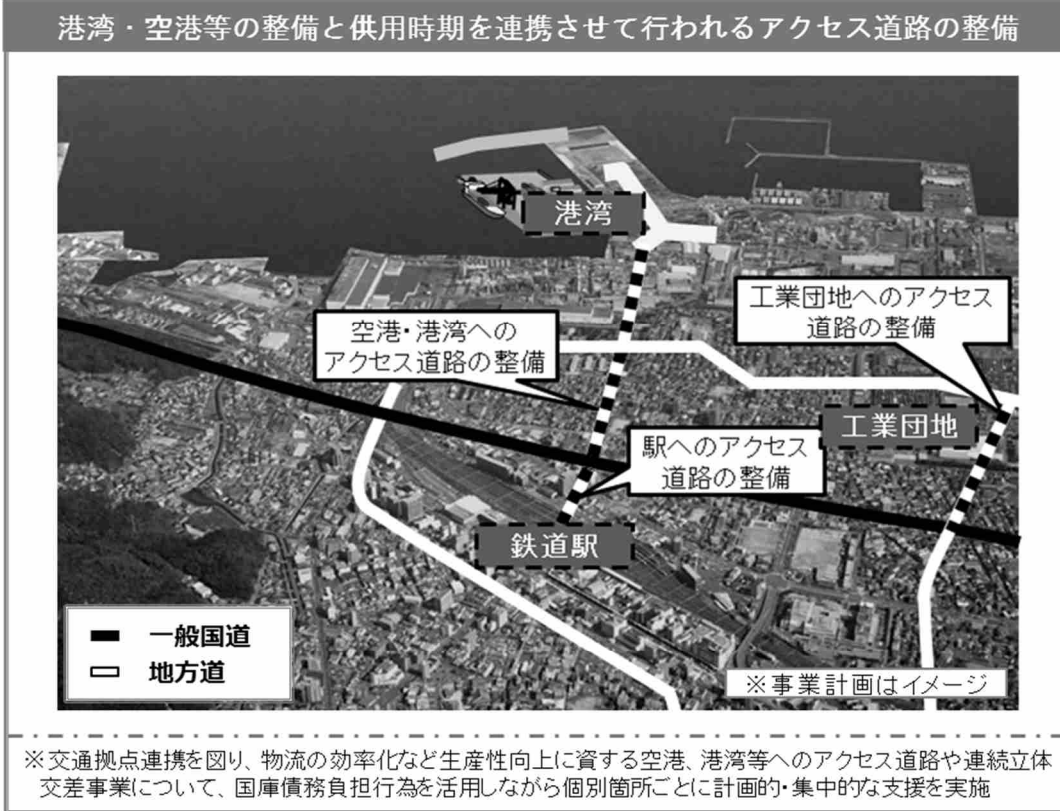 港湾・空港等の整備と供用時期を連携させて行われるアクセス道路の整備
港湾
工業団地へのアクセス
道路の整備
空港・港湾への
アクセス道路の整備
工業団地
駅へのアクセス
道路の整備
鉄道駅
一般国道
地方道
※事業計画はイメージ
※交通拠点連携を図り、物流の効率化など生産性向上に資する空港、港湾等へのアクセス道路や連続立体
交差事業について、国庫債務負担行為を活用しながら個別箇所ごとに計画的・集中的な支援を実施